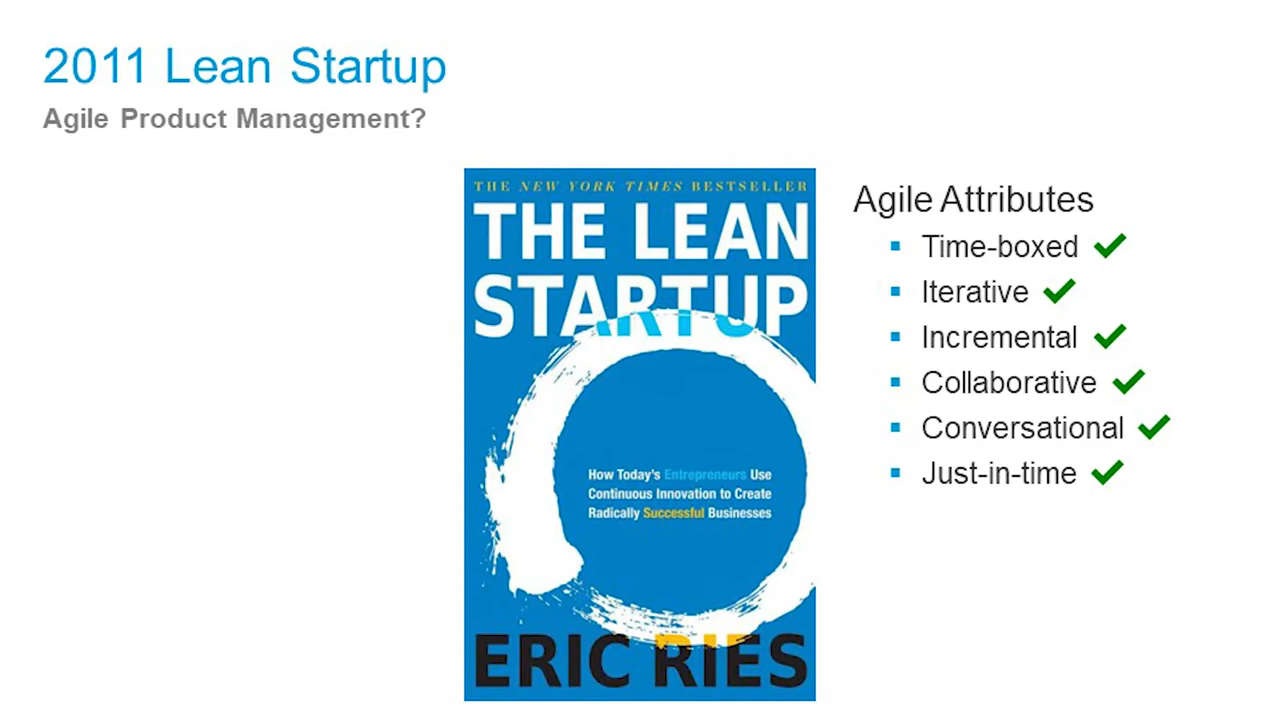 2011 Lean Startup
Agile Product Management?
THE NEW YORK TIMES BESTSELLER
THE LEAN
STARTUP
How Today's Entrepreneurs Use
Continuous Innovation to Create
Radically Successful Businesses
ERIC RIES
Agile Attributes
Time-boxed
Iterative
Incremental
Collaborative
Conversational
Just-in-time